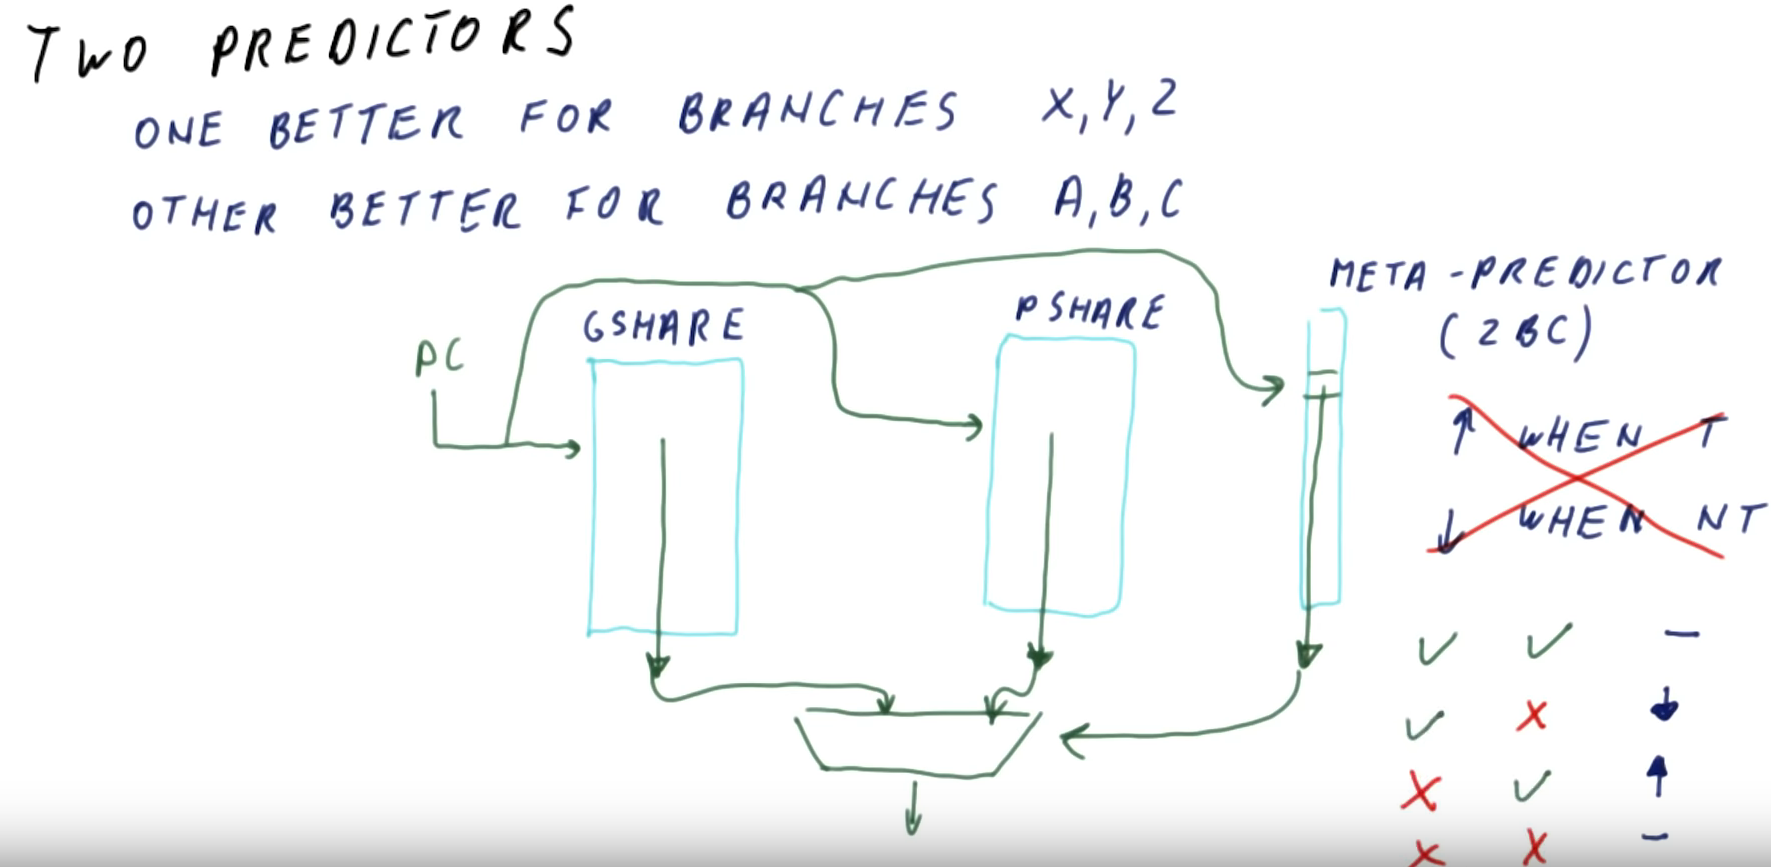 TWO PREDICTORS
ONE BETTER FOR BRANCHES X,Y,Z
OTHER BETTER FOR BRANCHES A,B,C
META-PREDICTOR
(2BC)
PC
GSHARE
PSHARE
↑ WHEN T
↓ WHEN NT
✓ ✓ –
✓ X ↓
X ✓ ↑
X X –